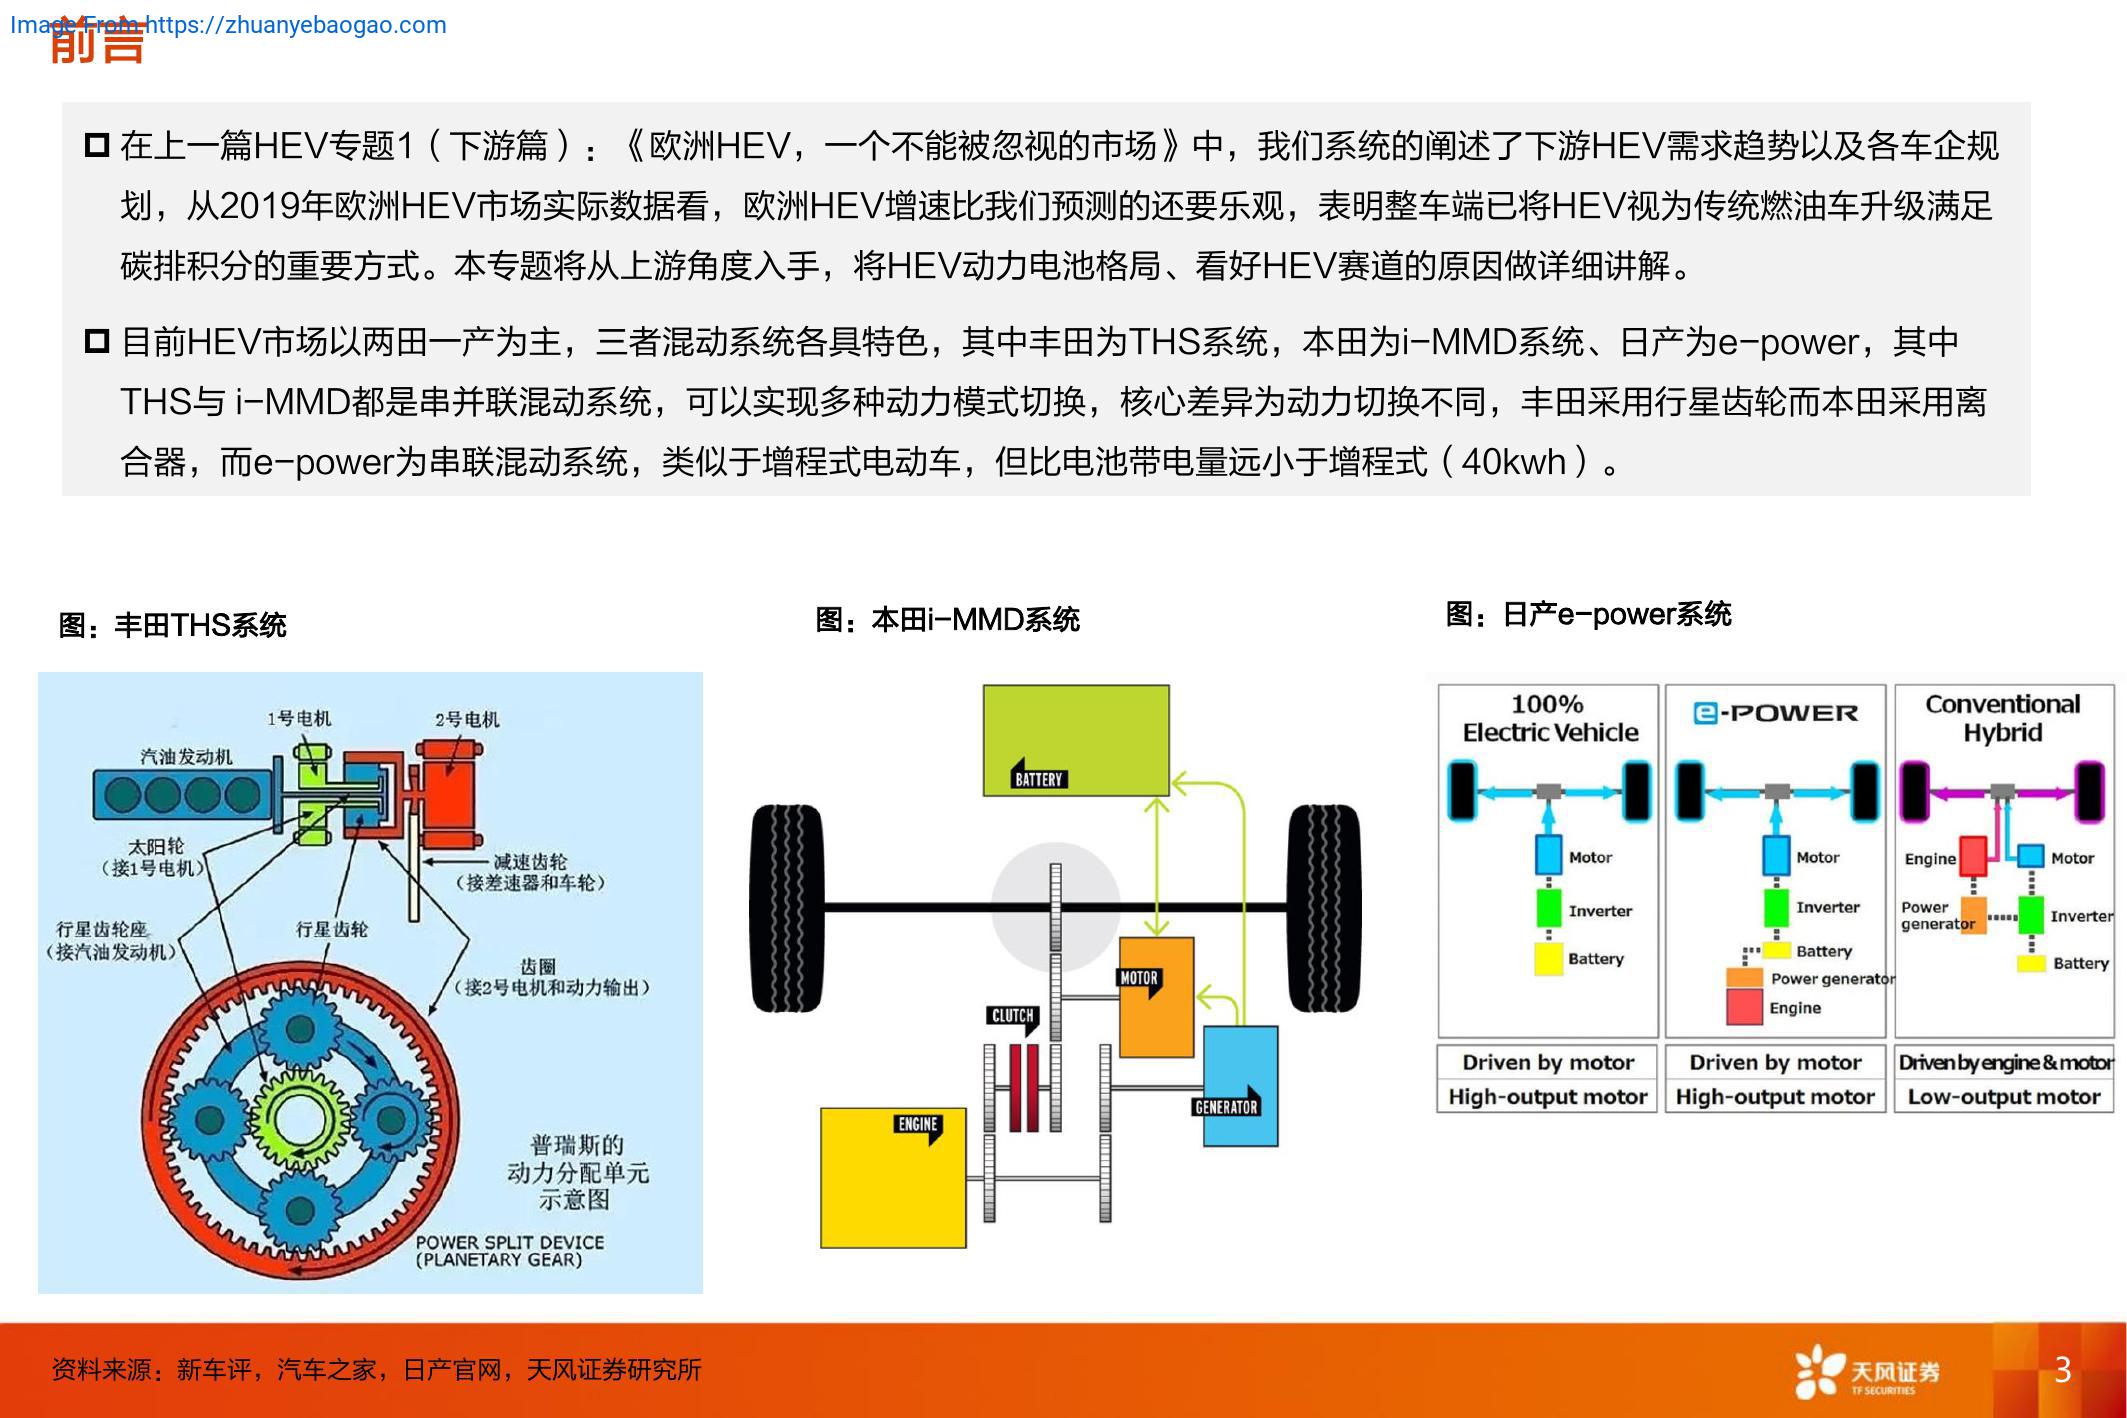 Image From https://zhuanyebaogao.com
前言
在上一篇HEV专题1（下游篇）：《欧洲HEV，一个不能被忽视的市场》中，我们系统的阐述了下游HEV需求趋势以及各车企规
划，从2019年欧洲HEV市场实际数据看，欧洲HEV增速比我们预测的还要乐观，表明整车端已将HEV视为传统燃油车升级满足
碳排积分的重要方式。本专题将从上游角度入手，将HEV动力电池格局、看好HEV赛道的原因做详细讲解。
目前HEV市场以两田一产为主，三者混动系统各具特色，其中丰田为THS系统，本田为i-MMD系统、日产为e-power，其中
THS与 i-MMD都是串并联混动系统，可以实现多种动力模式切换，核心差异为动力切换不同，丰田采用行星齿轮而本田采用离
合器，而e-power为串联混动系统，类似于增程式电动车，但比电池带电量远小于增程式（40kwh）。
图：丰田THS系统
1号电机
2号电机
汽油发动机
太阳轮
（接1号电机）
减速齿轮
（接差速器和车轮）
行星齿轮座
（接汽油发动机）
行星齿轮
齿圈
（接2号电机和动力输出）
普瑞斯的
动力分配单元
示意图
POWER SPLIT DEVICE
(PLANETARY GEAR)
图：本田i-MMD系统
BATTERY
MOTOR
CLUTCH
GENERATOR
ENGINE
图：日产e-power系统
100%
Electric Vehicle
Motor
Inverter
Battery
Driven by motor
High-output motor
e-POWER
Motor
Inverter
Battery
Power generator
Engine
Driven by motor
High-output motor
Conventional
Hybrid
Engine
Motor
Power
generator
Inverter
Battery
Driven by engine & motor
Low-output motor
资料来源：新车评，汽车之家，日产官网，天风证券研究所
天风证券
TF SECURITIES
3